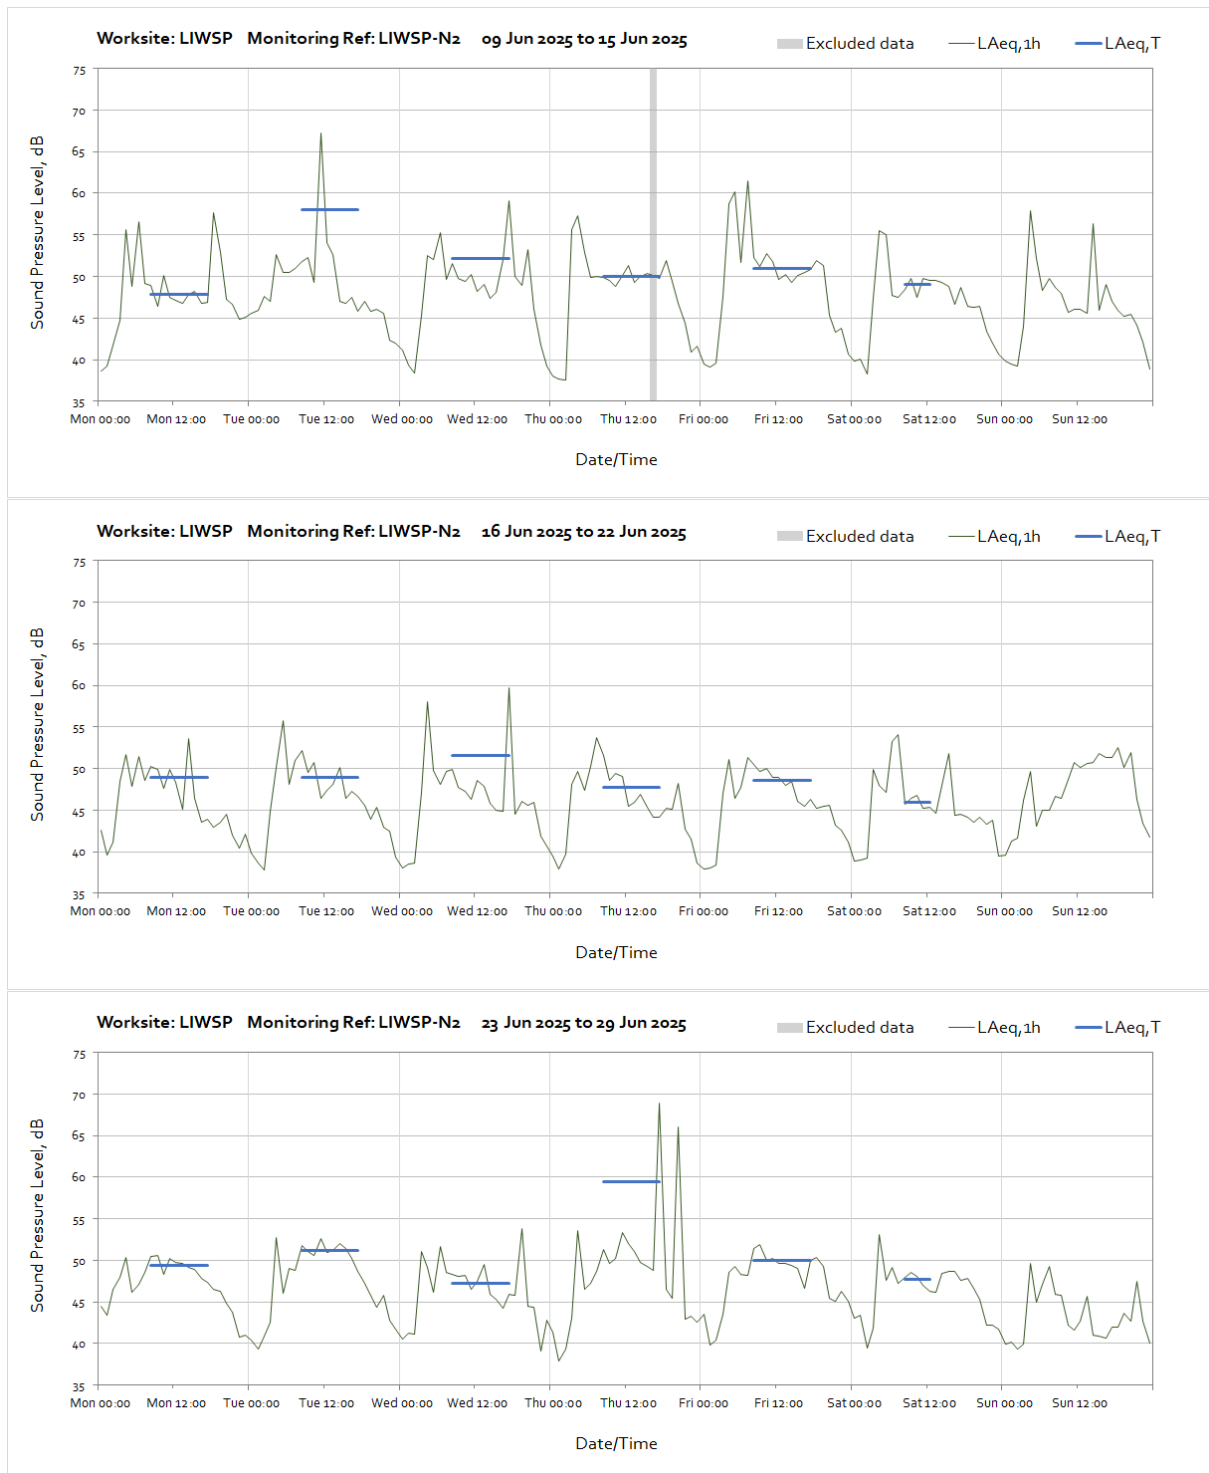 Worksite: LIWSP Monitoring Ref: LIWSP-N2 09 Jun 2025 to 15 Jun 2025
Excluded data LAeq,1h LAeq,T
Sound Pressure Level, dB
75
70
65
60
55
50
45
40
35
Mon 00:00 Mon 12:00 Tue 00:00 Tue 12:00 Wed 00:00 Wed 12:00 Thu 00:00 Thu 12:00 Fri 00:00 Fri 12:00 Sat 00:00 Sat 12:00 Sun 00:00 Sun 12:00
Date/Time
Worksite: LIWSP Monitoring Ref: LIWSP-N2 16 Jun 2025 to 22 Jun 2025
Excluded data LAeq,1h LAeq,T
Sound Pressure Level, dB
75
70
65
60
55
50
45
40
35
Mon 00:00 Mon 12:00 Tue 00:00 Tue 12:00 Wed 00:00 Wed 12:00 Thu 00:00 Thu 12:00 Fri 00:00 Fri 12:00 Sat 00:00 Sat 12:00 Sun 00:00 Sun 12:00
Date/Time
Worksite: LIWSP Monitoring Ref: LIWSP-N2 23 Jun 2025 to 29 Jun 2025
Excluded data LAeq,1h LAeq,T
Sound Pressure Level, dB
75
70
65
60
55
50
45
40
35
Mon 00:00 Mon 12:00 Tue 00:00 Tue 12:00 Wed 00:00 Wed 12:00 Thu 00:00 Thu 12:00 Fri 00:00 Fri 12:00 Sat 00:00 Sat 12:00 Sun 00:00 Sun 12:00
Date/Time